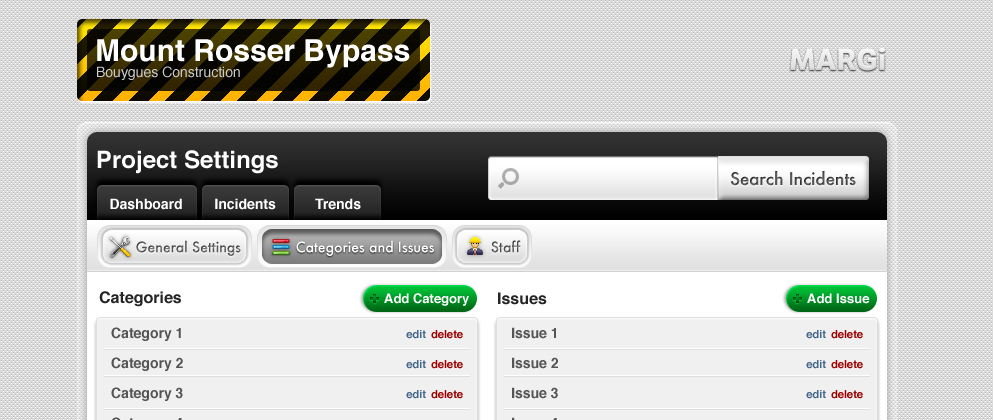 Mount Rosser Bypass
Bouygues Construction
MARGi
Project Settings
Search Incidents
Dashboard Incidents Trends
General Settings Categories and Issues Staff
Categories Add Category Issues Add Issue
Category 1 edit delete Issue 1 edit delete
Category 2 edit delete Issue 2 edit delete
Category 3 edit delete Issue 3 edit delete